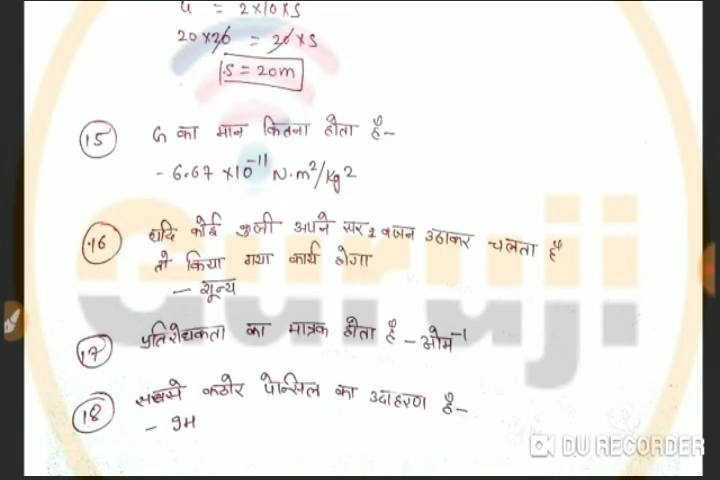 u = 2×10×s
20×20 = 20×s
s = 20m
15 G का मान कितना होता है–
- 6.67 ×10⁻¹¹ N.m²/kg2
16 यदि कोई कुली अपने सर वजन उठाकर चलता है
तो किया गया कार्य होगा
– शून्य
17 प्रतिरोधकता का मात्रक होता है – ओम⁻¹
18 सबसे कठोर पेन्सिल का उदाहरण है–
– 9H
Guruji
DU RECORDER